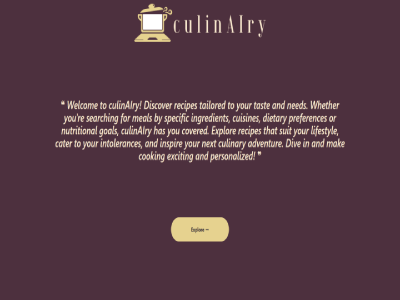 culinAIry
❝ Welcome to culinAIry! Discover recipes tailored to your taste and needs. Whether
you're searching for meals by specific ingredients, cuisines, dietary preferences or
nutritional goals, culinAIry has you covered. Explore recipes that suit your lifestyle,
cater to your intolerances, and inspire your next culinary adventure. Dive in and make
cooking exciting and personalized! ❞
Explore →